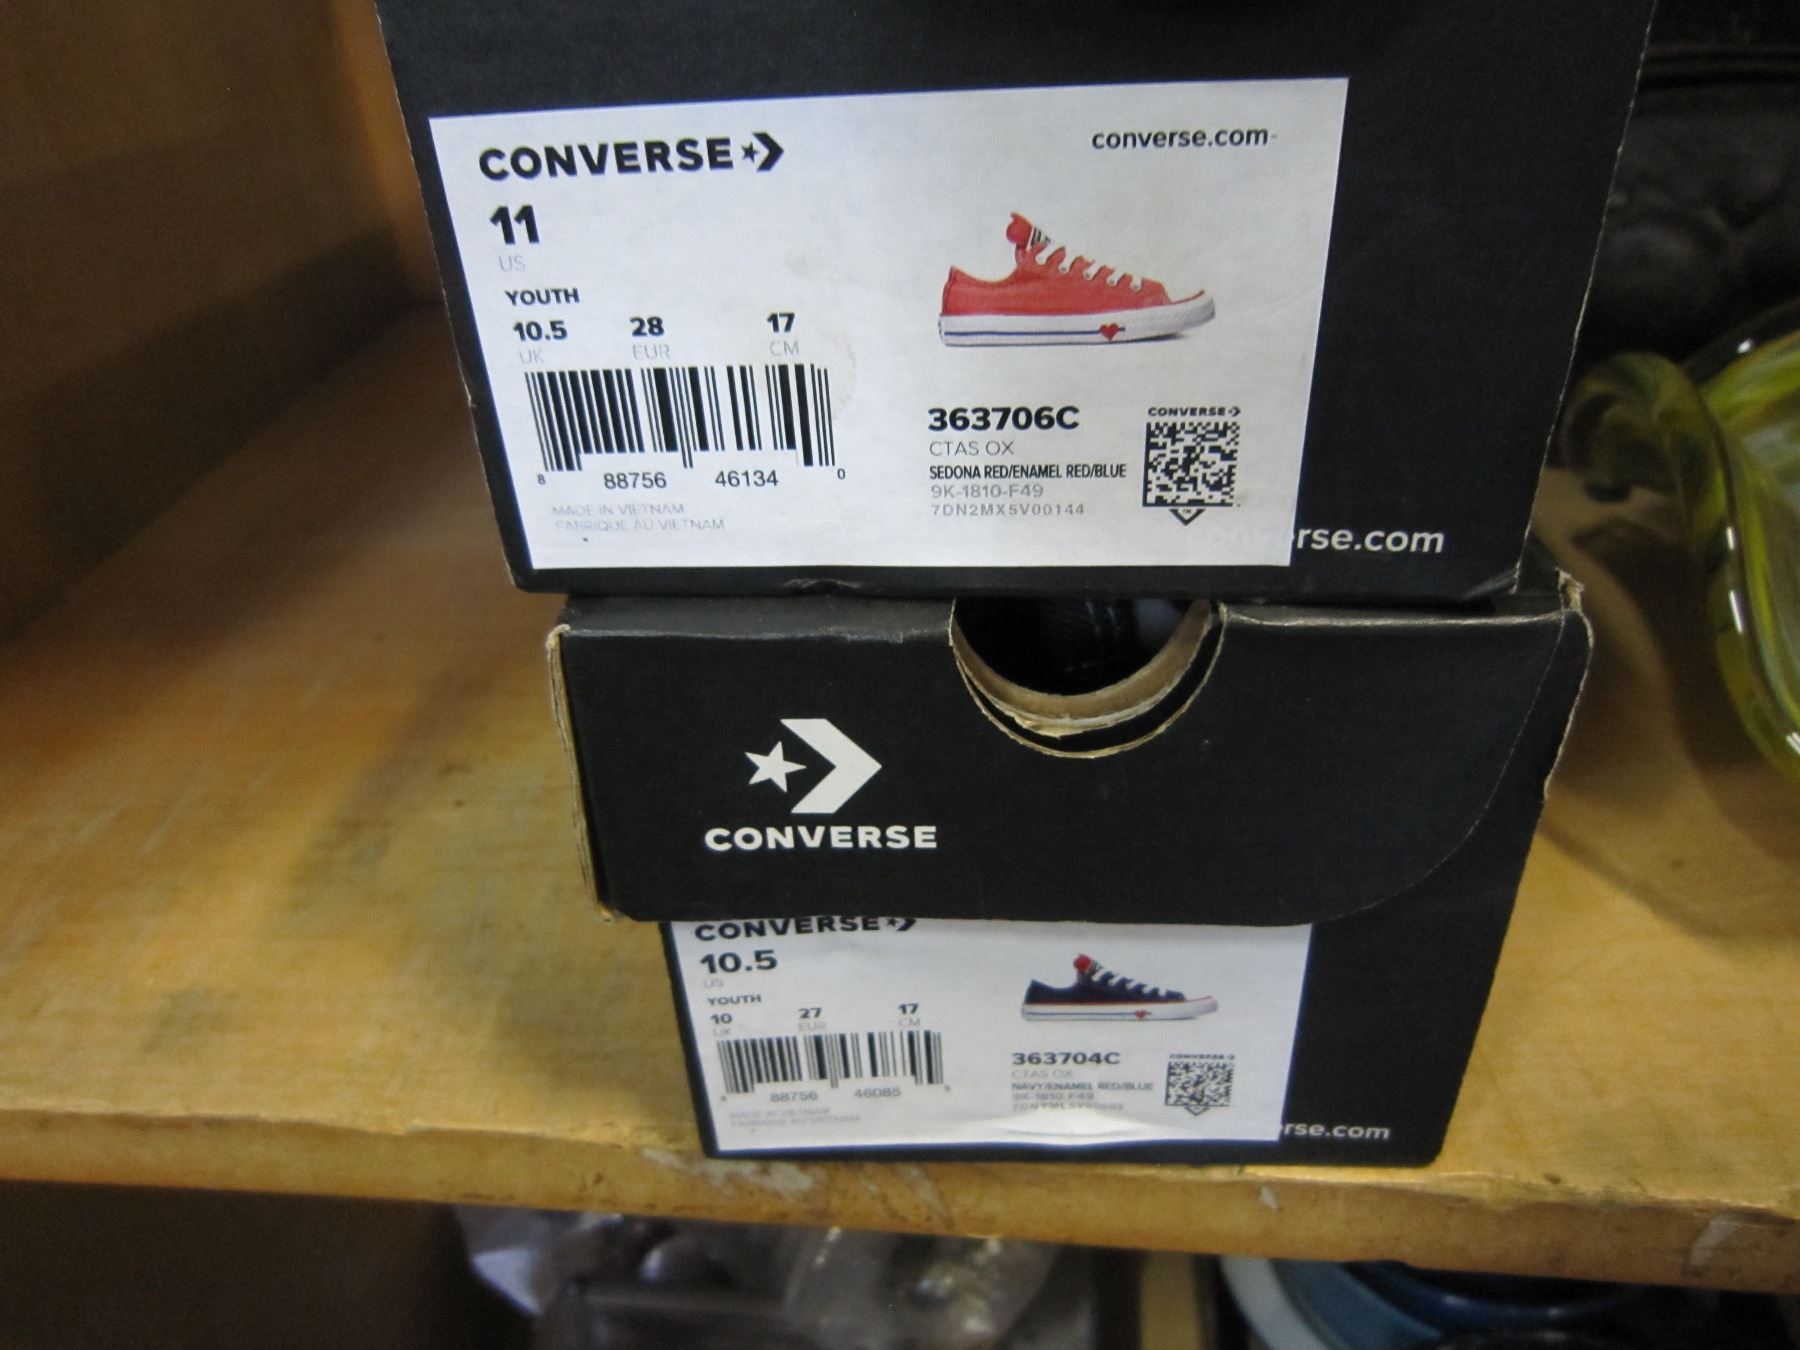 CONVERSE
converse.com
11
US
YOUTH
10.5 28 17
UK EUR CM
8 88756 46134 0
MADE IN VIETNAM
FABRIQUE AU VIETNAM
363706C
CTAS OX
SEDONA RED/ENAMEL RED/BLUE
9K-1810-F49
7DN2MX5V00144
CONVERSE
converse.com
CONVERSE
CONVERSE
10.5
US
YOUTH
10 27 17
UK EUR CM
88756 46085 5
MADE IN VIETNAM
FABRIQUE AU VIETNAM
363704C
CTAS OX
NAVY/ENAMEL RED/BLUE
9K-1810-F49
CONVERSE
rse.com